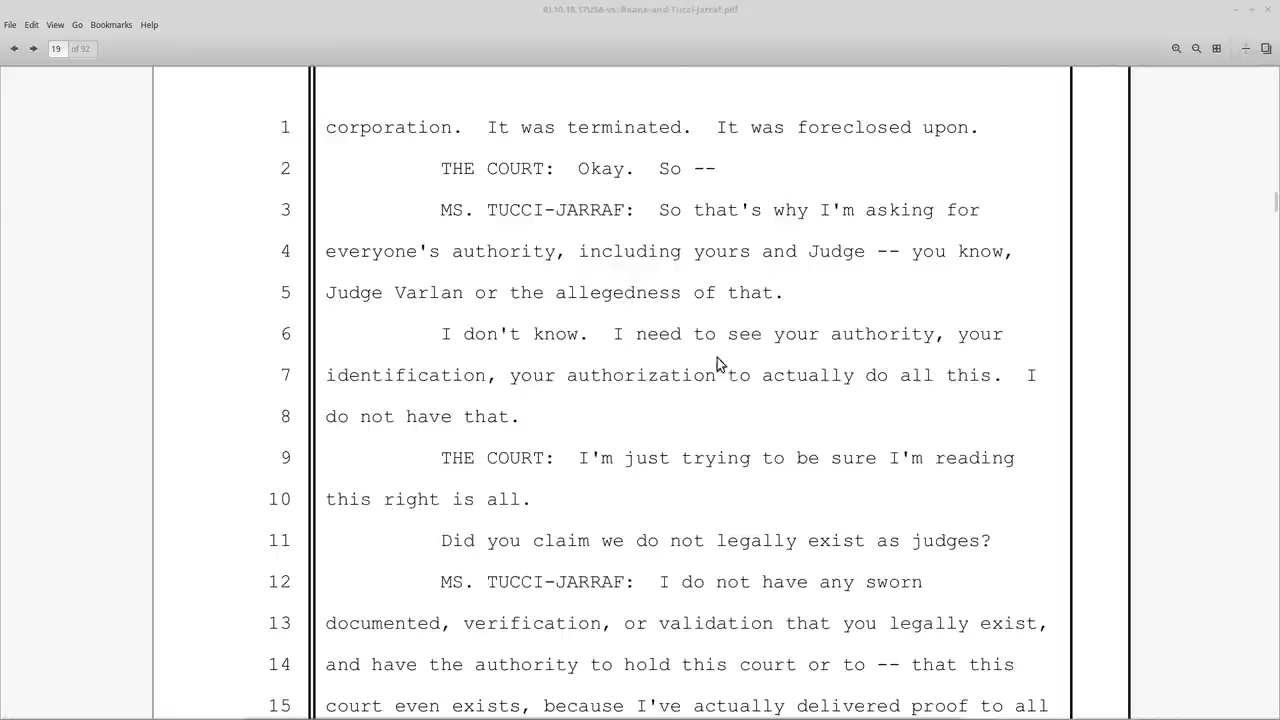 File Edit View Go Bookmarks Help
19 of 92
1 corporation. It was terminated. It was foreclosed upon.
2 THE COURT: Okay. So --
3 MS. TUCCI-JARRAF: So that's why I'm asking for
4 everyone's authority, including yours and Judge -- you know,
5 Judge Varlan or the allegedness of that.
6 I don't know. I need to see your authority, your
7 identification, your authorization to actually do all this. I
8 do not have that.
9 THE COURT: I'm just trying to be sure I'm reading
10 this right is all.
11 Did you claim we do not legally exist as judges?
12 MS. TUCCI-JARRAF: I do not have any sworn
13 documented, verification, or validation that you legally exist,
14 and have the authority to hold this court or to -- that this
15 court even exists, because I've actually delivered proof to all